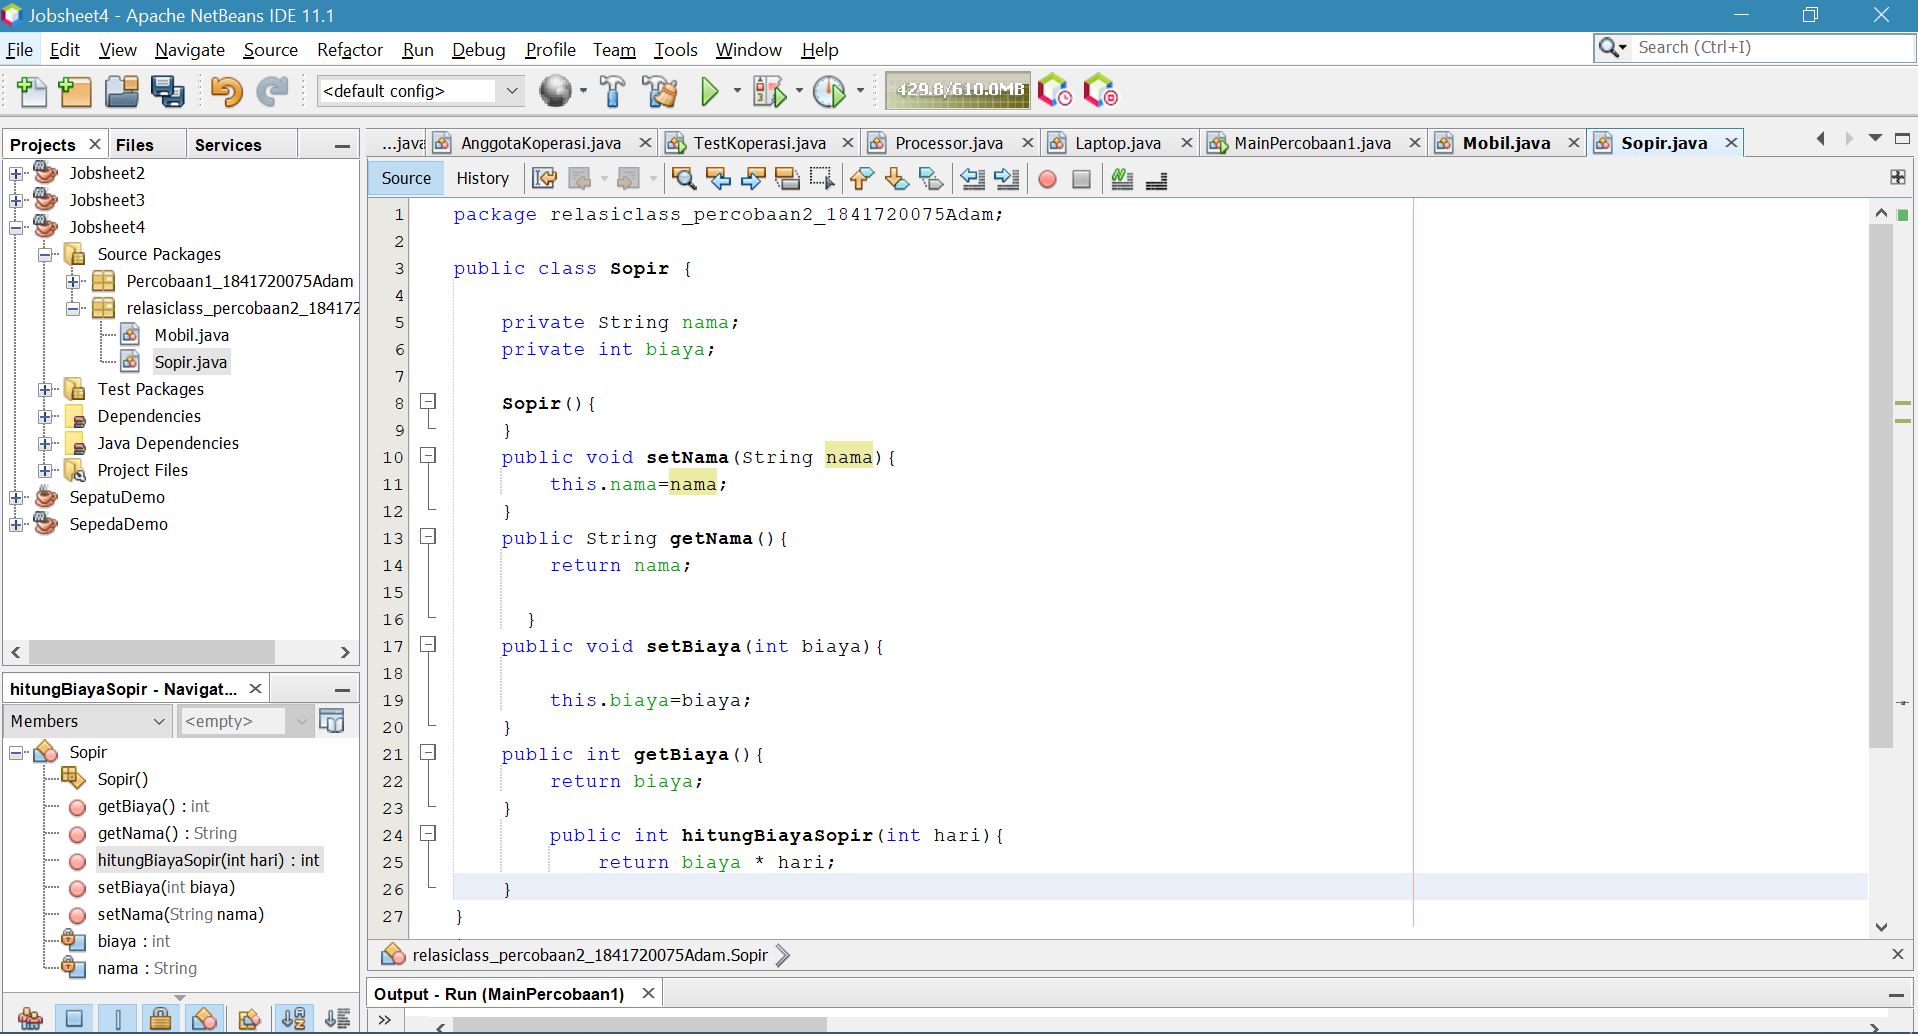 Jobsheet4 - Apache NetBeans IDE 11.1
File Edit View Navigate Source Refactor Run Debug Profile Team Tools Window Help
Search (Ctrl+I)
<default config>
429.8/610.0MB
Projects Files Services
Jobsheet2
Jobsheet3
Jobsheet4
Source Packages
Percobaan1_1841720075Adam
relasiclass_percobaan2_184172
Mobil.java
Sopir.java
Test Packages
Dependencies
Java Dependencies
Project Files
SepatuDemo
SepedaDemo
hitungBiayaSopir - Navigat...
Members <empty>
Sopir
Sopir()
getBiaya() : int
getNama() : String
hitungBiayaSopir(int hari) : int
setBiaya(int biaya)
setNama(String nama)
biaya : int
nama : String
...java AnggotaKoperasi.java TestKoperasi.java Processor.java Laptop.java MainPercobaan1.java Mobil.java Sopir.java
Source History
1 package relasiclass_percobaan2_1841720075Adam;
2
3 public class Sopir {
4
5 private String nama;
6 private int biaya;
7
8 Sopir(){
9 }
10 public void setNama(String nama){
11 this.nama=nama;
12 }
13 public String getNama(){
14 return nama;
15
16 }
17 public void setBiaya(int biaya){
18
19 this.biaya=biaya;
20 }
21 public int getBiaya(){
22 return biaya;
23 }
24 public int hitungBiayaSopir(int hari){
25 return biaya * hari;
26 }
27 }
relasiclass_percobaan2_1841720075Adam.Sopir
Output - Run (MainPercobaan1)